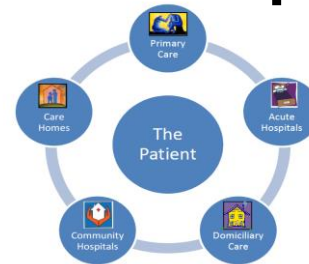 Primary
Care
Care
Homes
Acute
Hospitals
The
Patient
Community
Hospitals
Domiciliary
Care